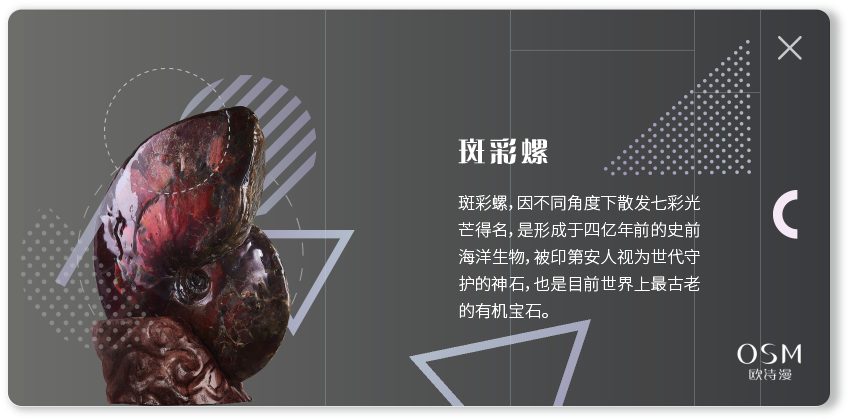 斑彩螺
斑彩螺，因不同角度下散发七彩光
芒得名，是形成于四亿年前的史前
海洋生物，被印第安人视为世代守
护的神石，也是目前世界上最古老
的有机宝石。
OSM
欧诗漫